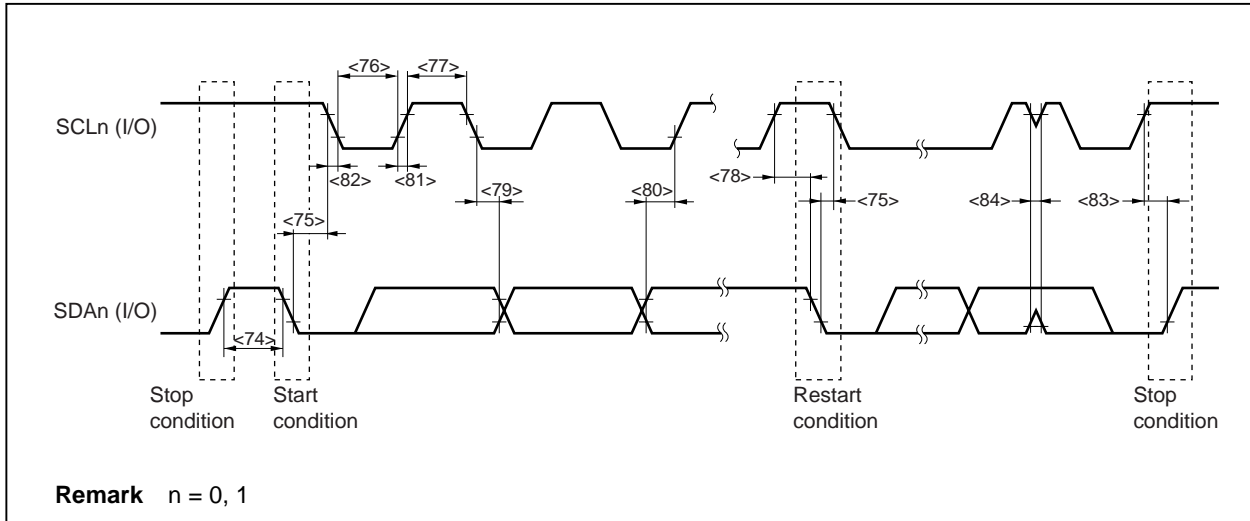 <76>
<77>
SCLn (I/O)
<82>
<81>
<79>
<80>
<78>
<75>
<84>
<83>
<75>
SDAn (I/O)
<74>
Stop
condition
Start
condition
Restart
condition
Stop
condition
Remark n = 0, 1